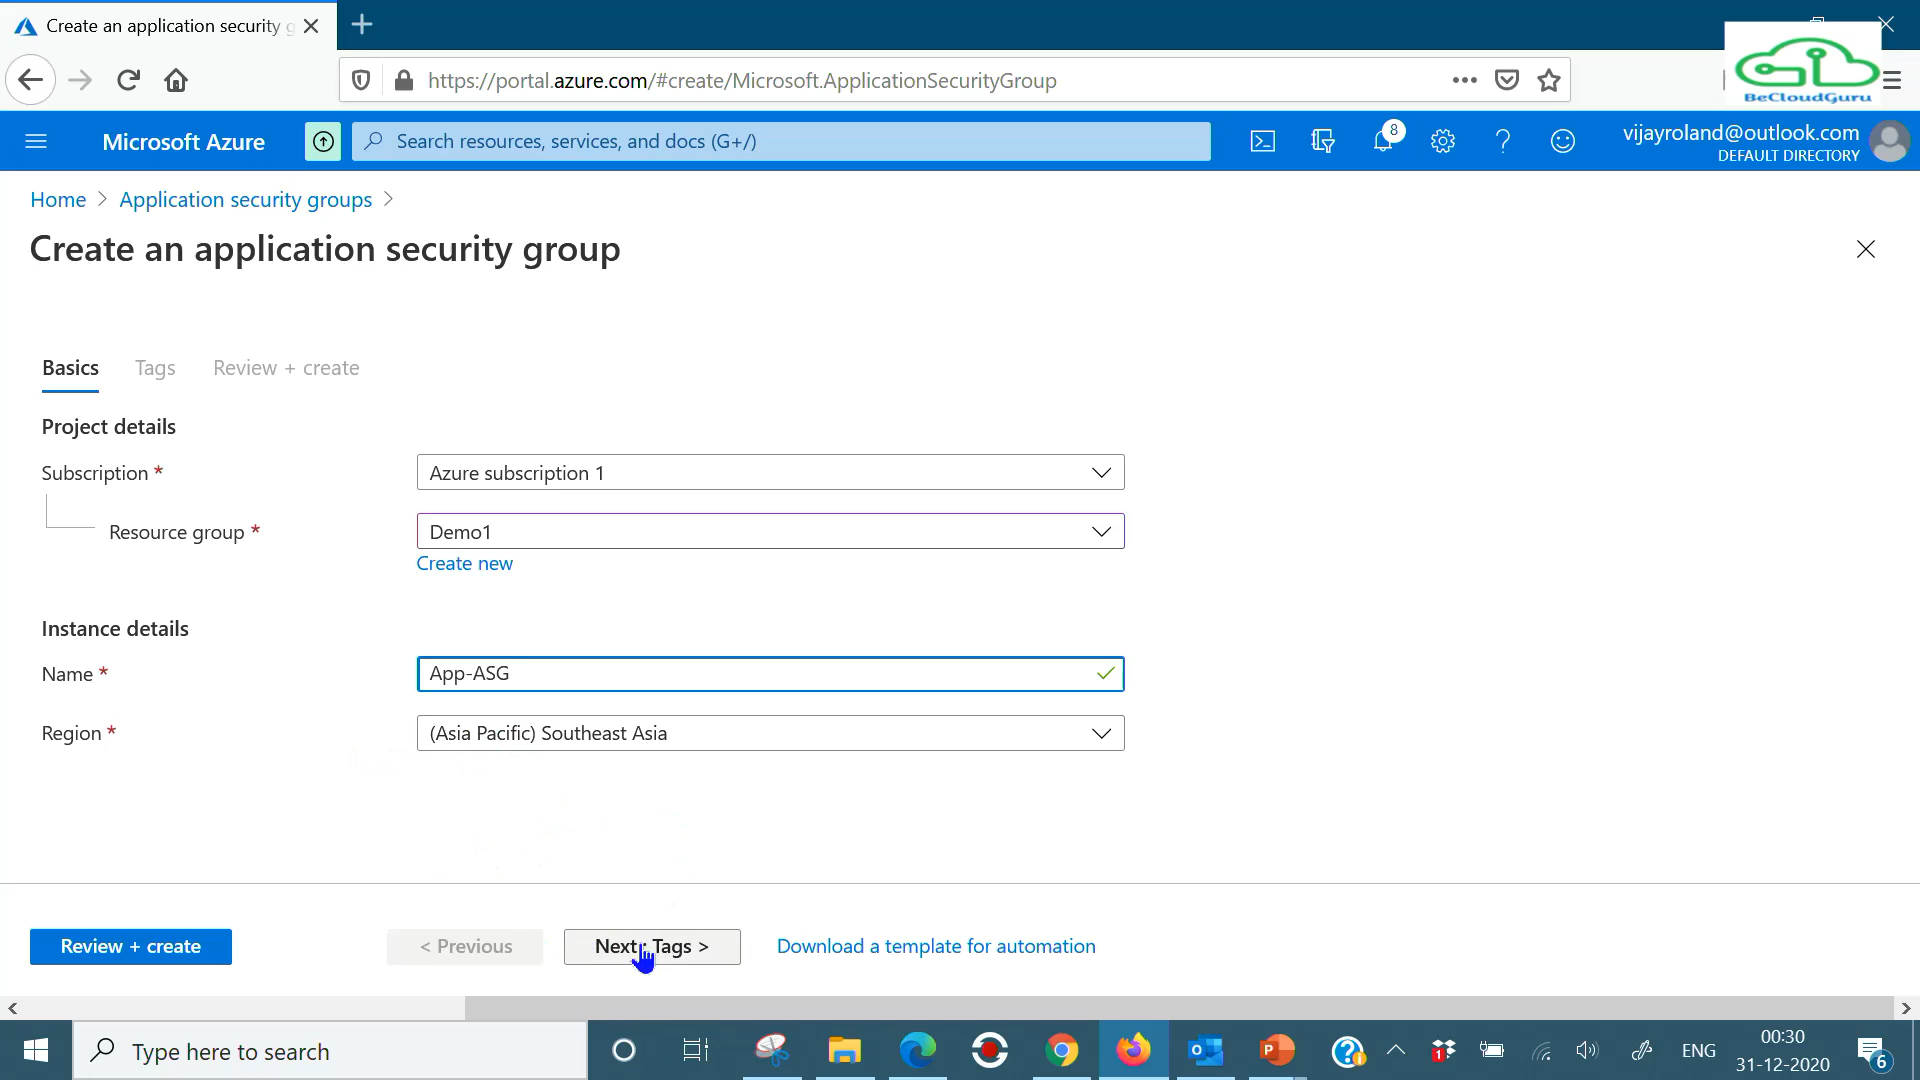 Create an application security g
BeCloudGuru
https://portal.azure.com/#create/Microsoft.ApplicationSecurityGroup
Microsoft Azure
Search resources, services, and docs (G+/)
8
vijayroland@outlook.com
DEFAULT DIRECTORY
Home > Application security groups >
Create an application security group
Basics Tags Review + create
Project details
Subscription *
Azure subscription 1
Resource group *
Demo1
Create new
Instance details
Name *
App-ASG
Region *
(Asia Pacific) Southeast Asia
Review + create
< Previous
Next : Tags >
Download a template for automation
Type here to search
1
ENG
00:30
31-12-2020
6